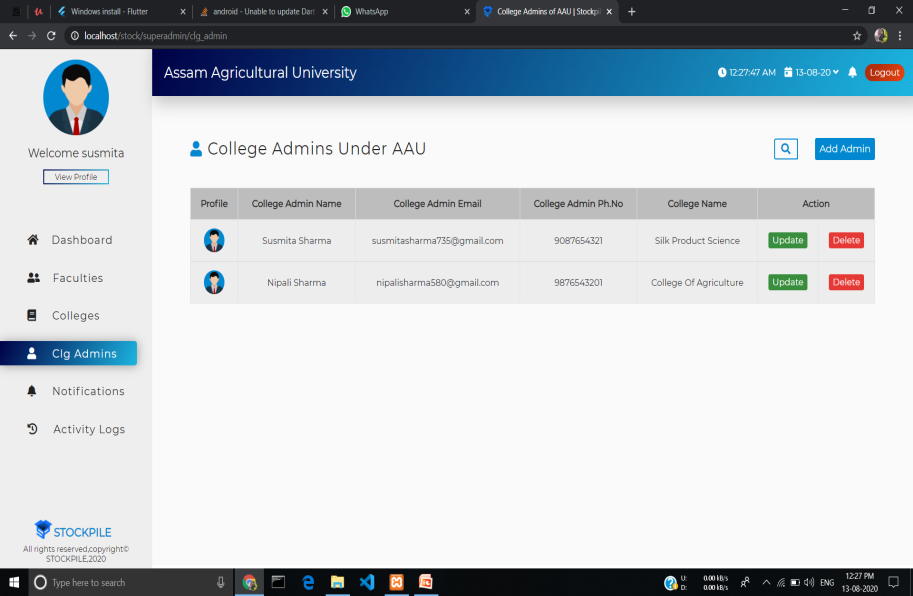 Windows install - Flutter
android - Unable to update Dart
WhatsApp
College Admins of AAU | Stockpil
localhost/stock/superadmin/clg_admin
Assam Agricultural University
12:27:47 AM
13-08-20
Logout
Welcome susmita
View Profile
Dashboard
Faculties
Colleges
Clg Admins
Notifications
Activity Logs
STOCKPILE
All rights reserved,copyright©
STOCKPILE,2020
College Admins Under AAU
Add Admin
Profile College Admin Name College Admin Email College Admin Ph.No College Name Action
Susmita Sharma susmitasharma735@gmail.com 9087654321 Silk Product Science Update Delete
Nipali Sharma nipalisharma580@gmail.com 9876543201 College Of Agriculture Update Delete
Type here to search
U: 0.00 kB/s
D: 0.00 kB/s
ENG
12:27 PM
13-08-2020